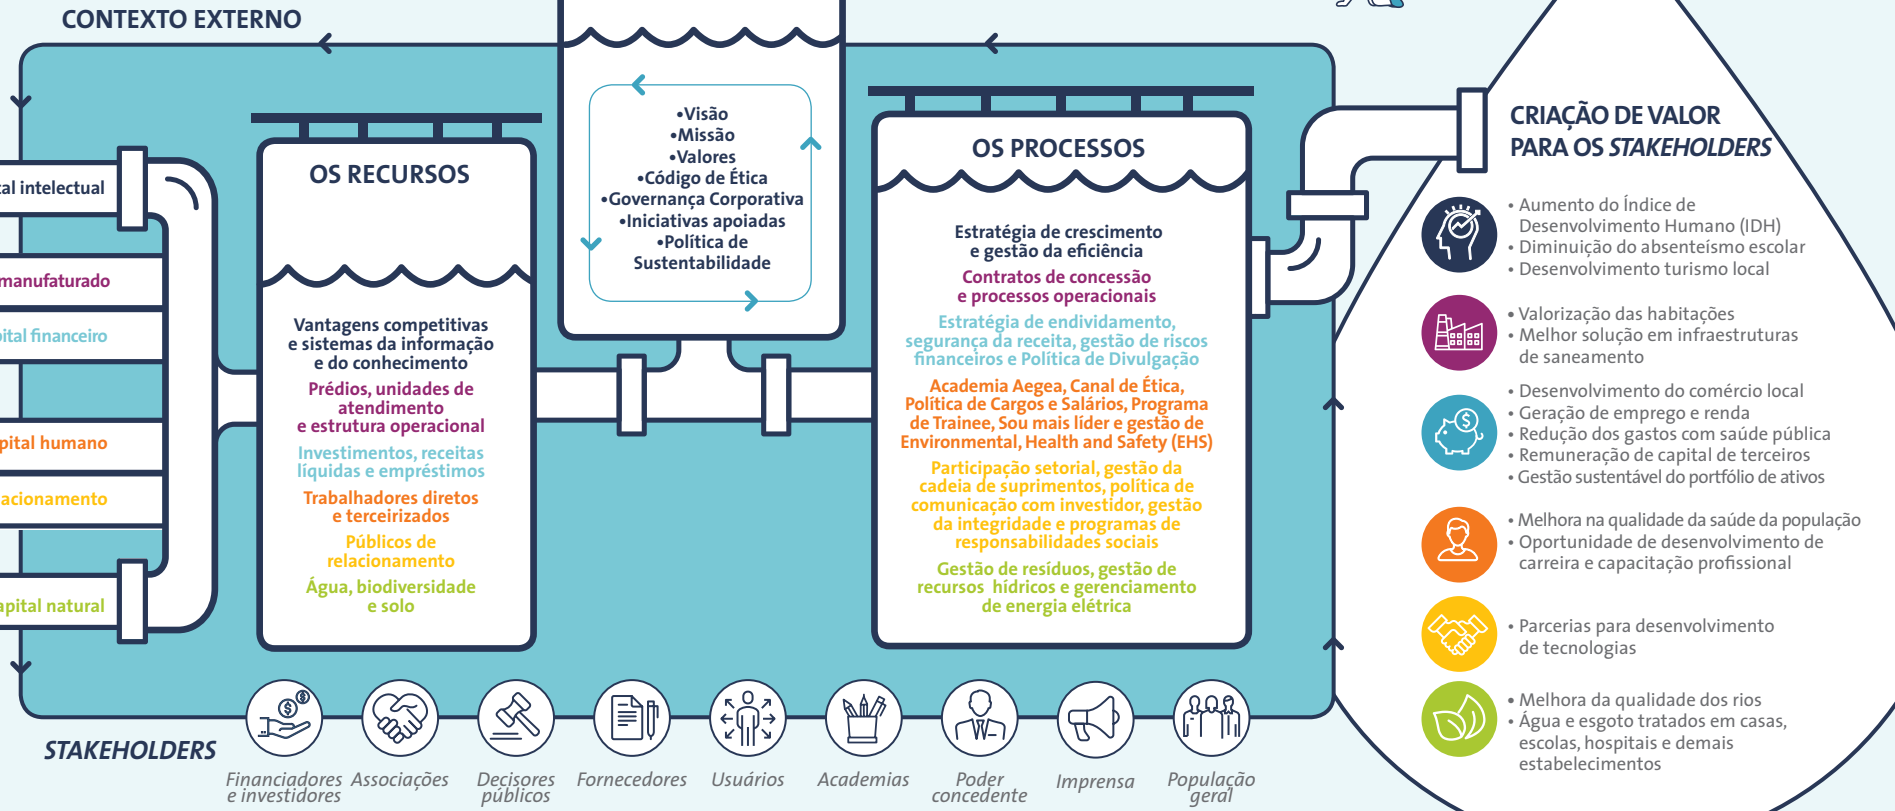 CONTEXTO EXTERNO
intelectual
manufaturado
financeiro
humano
natural
OS RECURSOS
Vantagens competitivas
e sistemas da informação
e do conhecimento
Prédios, unidades de
atendimento
e estrutura operacional
Investimentos, receitas
líquidas e empréstimos
Trabalhadores diretos
e terceirizados
Públicos de
relacionamento
Água, biodiversidade
e solo
•Visão
•Missão
•Valores
•Código de Ética
•Governança Corporativa
•Iniciativas apoiadas
•Política de
Sustentabilidade
OS PROCESSOS
Estratégia de crescimento
e gestão da eficiência
Contratos de concessão
e processos operacionais
Estratégia de endividamento,
segurança da receita, gestão de riscos
financeiros e Política de Divulgação
Academia Aegea, Canal de Ética,
Política de Cargos e Salários, Programa
de Trainee, Sou mais líder e gestão de
Environmental, Health and Safety (EHS)
Participação setorial, gestão da
cadeia de suprimentos, política de
comunicação com investidor, gestão
da integridade e programas de
responsabilidades sociais
Gestão de resíduos, gestão de
recursos hídricos e gerenciamento
de energia elétrica
CRIAÇÃO DE VALOR
PARA OS STAKEHOLDERS
• Aumento do Índice de
Desenvolvimento Humano (IDH)
• Diminuição do absenteísmo escolar
• Desenvolvimento turismo local
• Valorização das habitações
• Melhor solução em infraestruturas
de saneamento
• Desenvolvimento do comércio local
• Geração de emprego e renda
• Redução dos gastos com saúde pública
• Remuneração de capital de terceiros
• Gestão sustentável do portfólio de ativos
• Melhora na qualidade da saúde da população
• Oportunidade de desenvolvimento de
carreira e capacitação profissional
• Parcerias para desenvolvimento
de tecnologias
• Melhora da qualidade dos rios
• Água e esgoto tratados em casas,
escolas, hospitais e demais
estabelecimentos
STAKEHOLDERS
Financiadores
e investidores
Associações
Decisores
públicos
Fornecedores
Usuários
Academias
Poder
concedente
Imprensa
População
geral